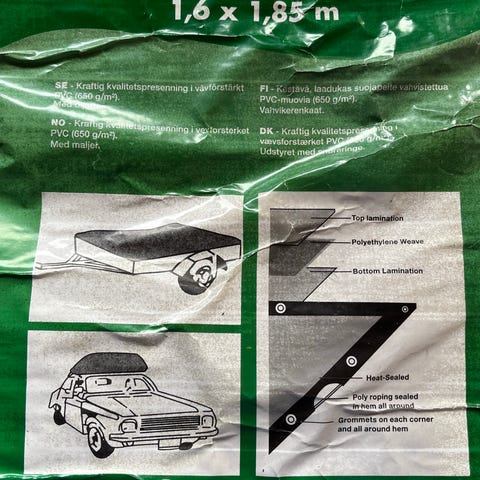 1,6 x 1,85 m
SE - Kraftig kvalitetspresenning i vävförstärkt
PVC (650 g/m²).
Med
FI - Kestävä, laadukas suojapeite vahvistettua
PVC-muovia (650 g/m²).
Vahvikerenkaat.
NO - Kraftig kvalitetspresenning i vevforsterket
PVC (650 g/m²).
Med maljer.
DK - Kraftig kvalitetspresenning i
vævsforstærket PVC (650 g/m²).
Udstyret med
Top lamination
Polyethylene Weave
Bottom Lamination
Heat-Sealed
Poly roping sealed
in hem all around
Grommets on each corner
and all around hem